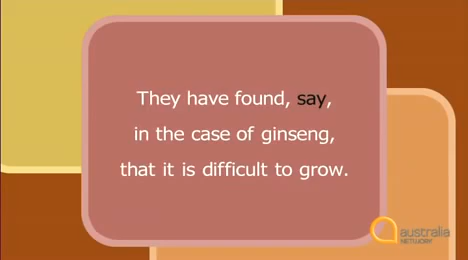 They have found, say,
in the case of ginseng,
that it is difficult to grow.
australia
NETWORK